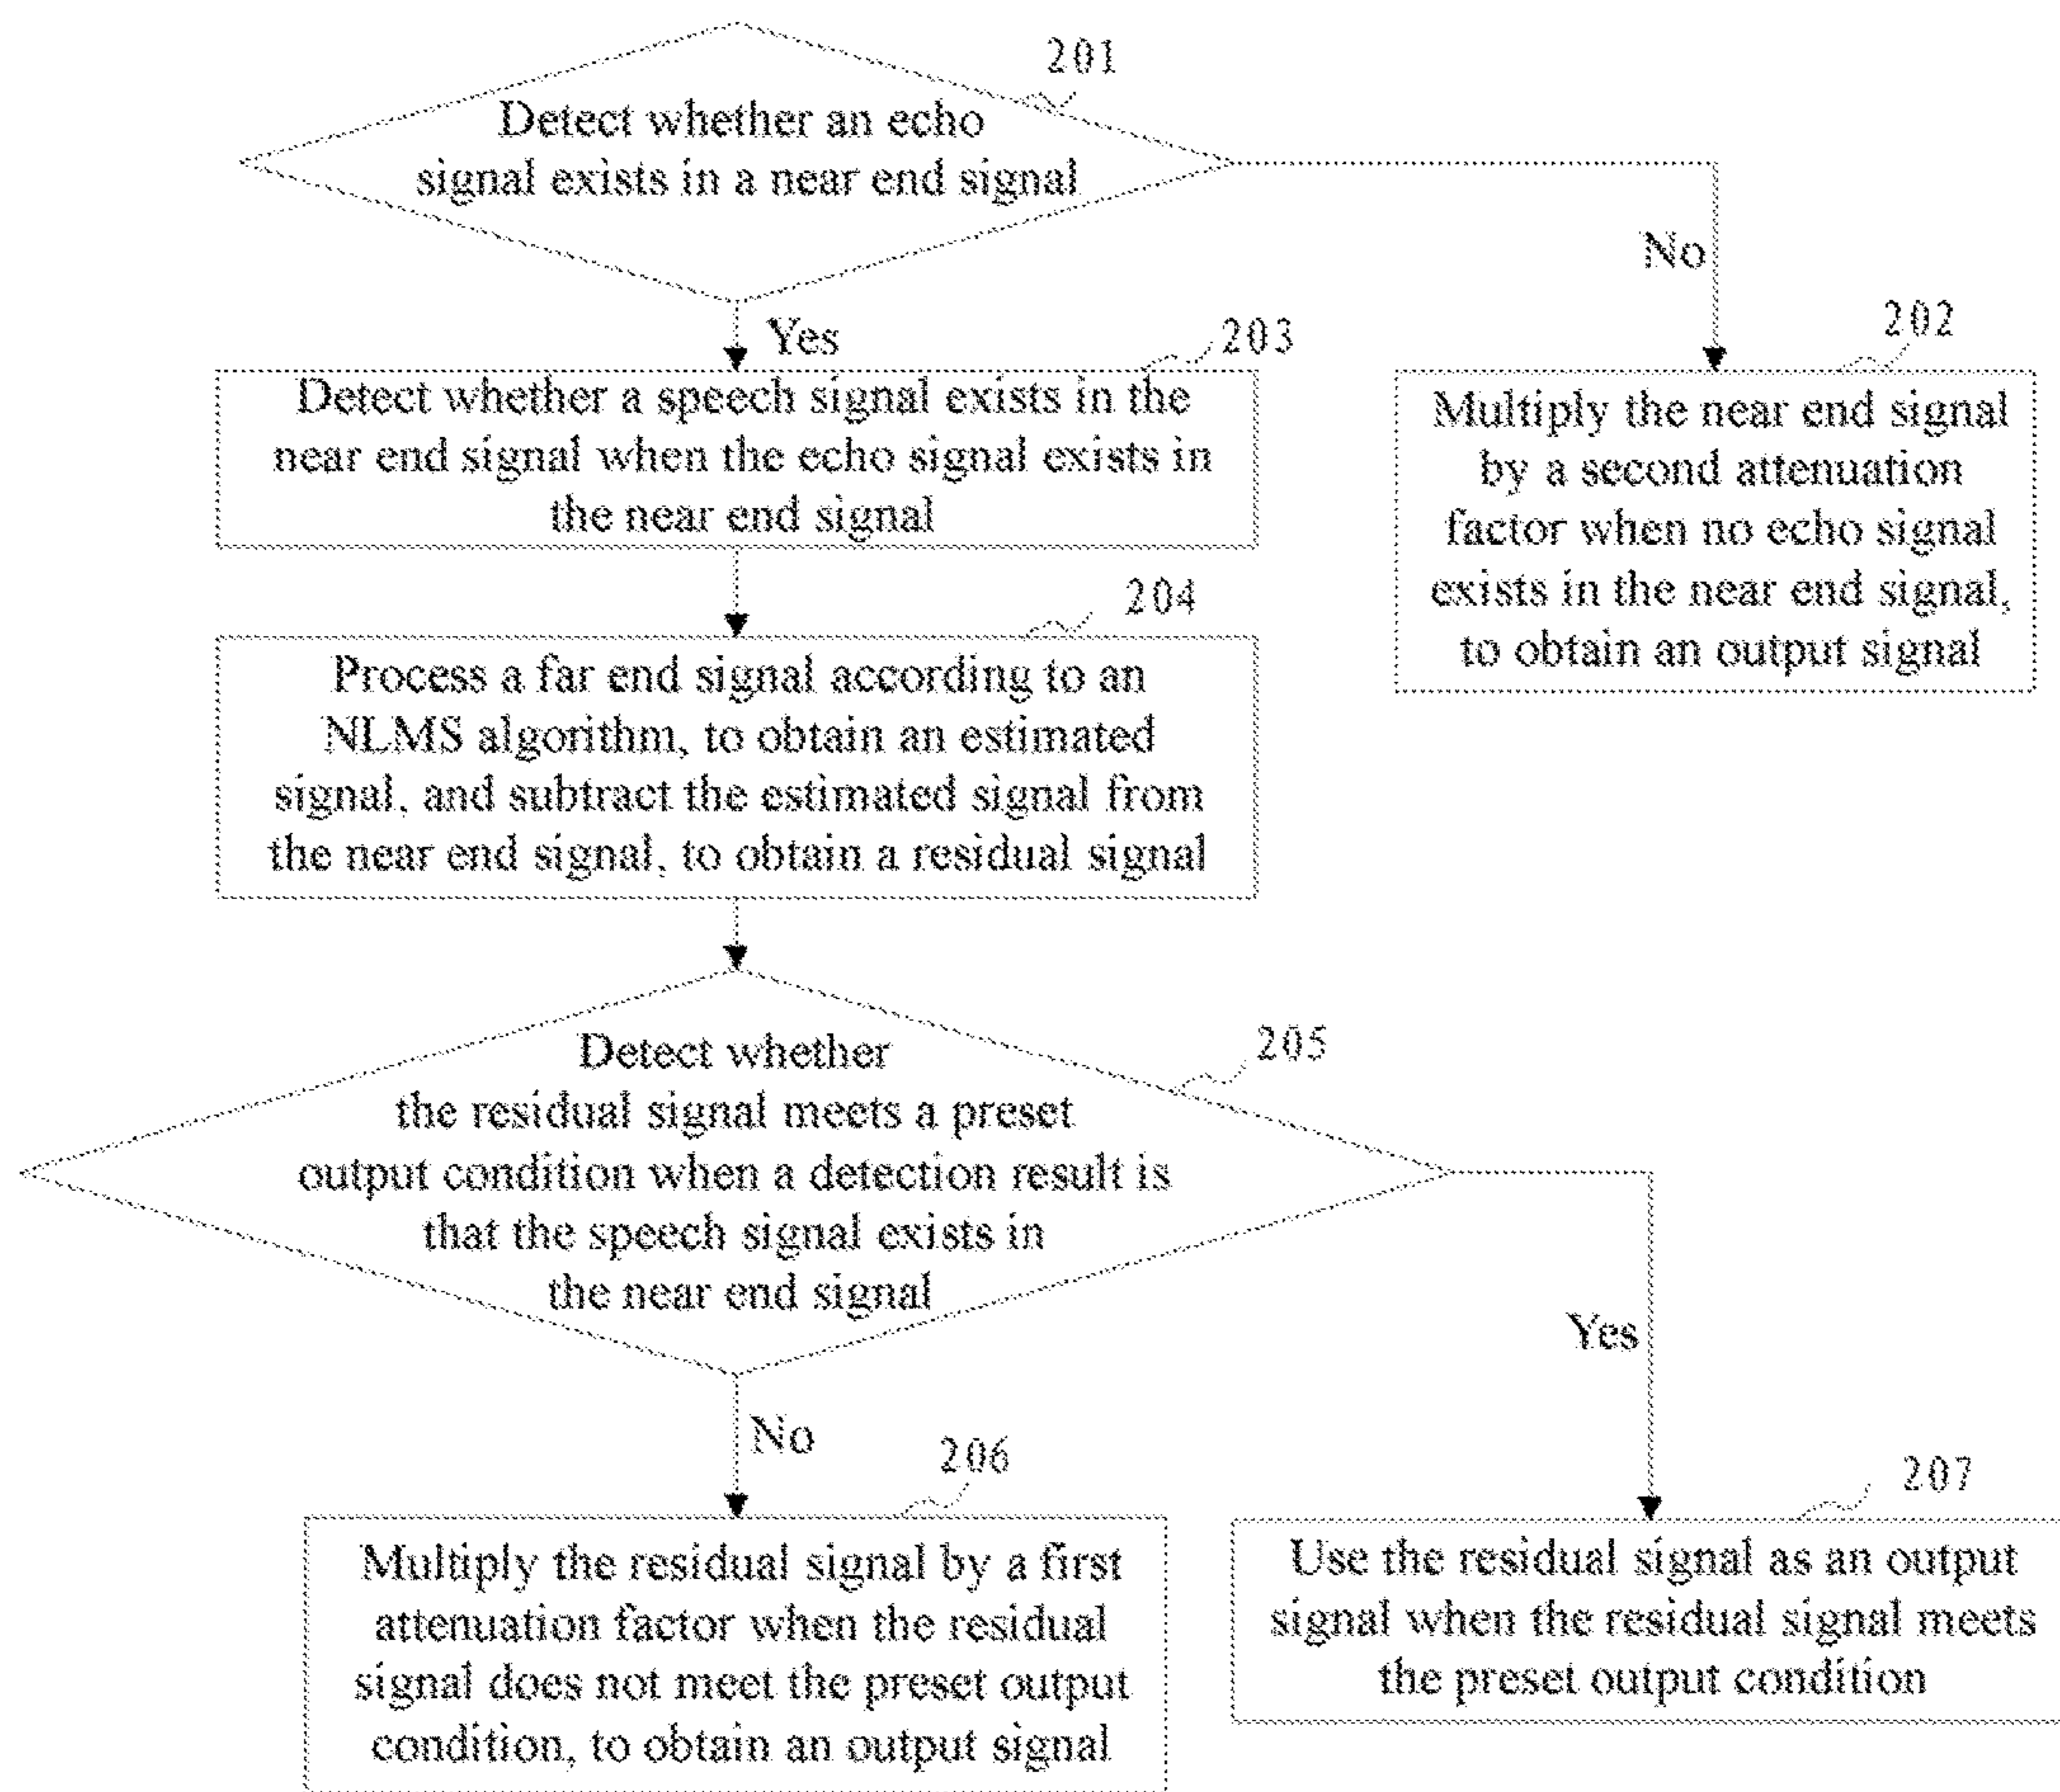 201
Detect whether an echo
signal exists in a near end signal
No
Yes
203
202
Detect whether a speech signal exists in the
near end signal when the echo signal exists in
the near end signal
Multiply the near end signal
by a second attenuation
factor when no echo signal
exists in the near end signal,
to obtain an output signal
204
Process a far end signal according to an
NLMS algorithm, to obtain an estimated
signal, and subtract the estimated signal from
the near end signal, to obtain a residual signal
205
Detect whether
the residual signal meets a preset
output condition when a detection result is
that the speech signal exists in
the near end signal
Yes
No
206
207
Multiply the residual signal by a first
attenuation factor when the residual
signal does not meet the preset output
condition, to obtain an output signal
Use the residual signal as an output
signal when the residual signal meets
the preset output condition